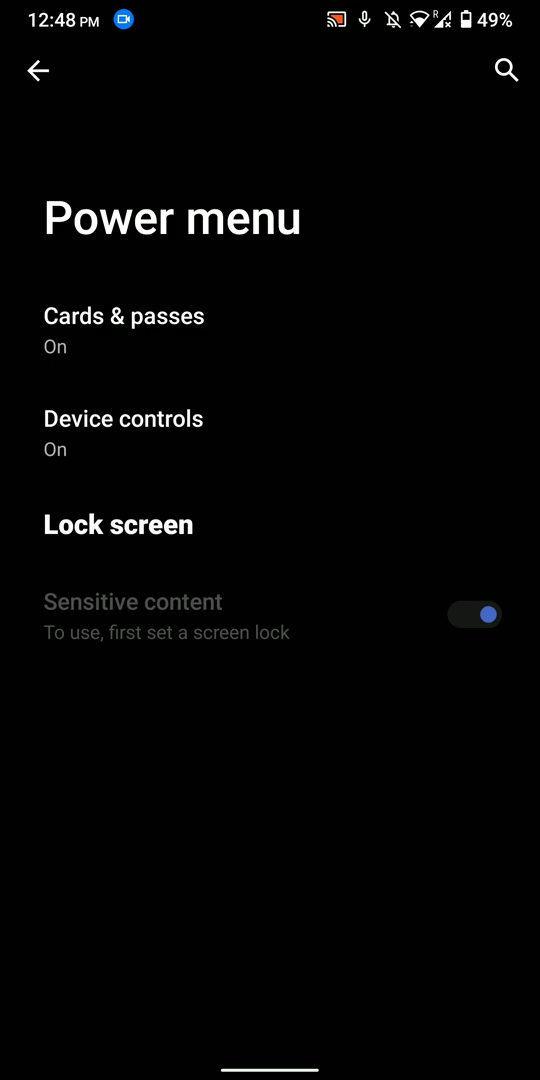 12:48 PM
R
49%
Power menu
Cards & passes
On
Device controls
On
Lock screen
Sensitive content
To use, first set a screen lock